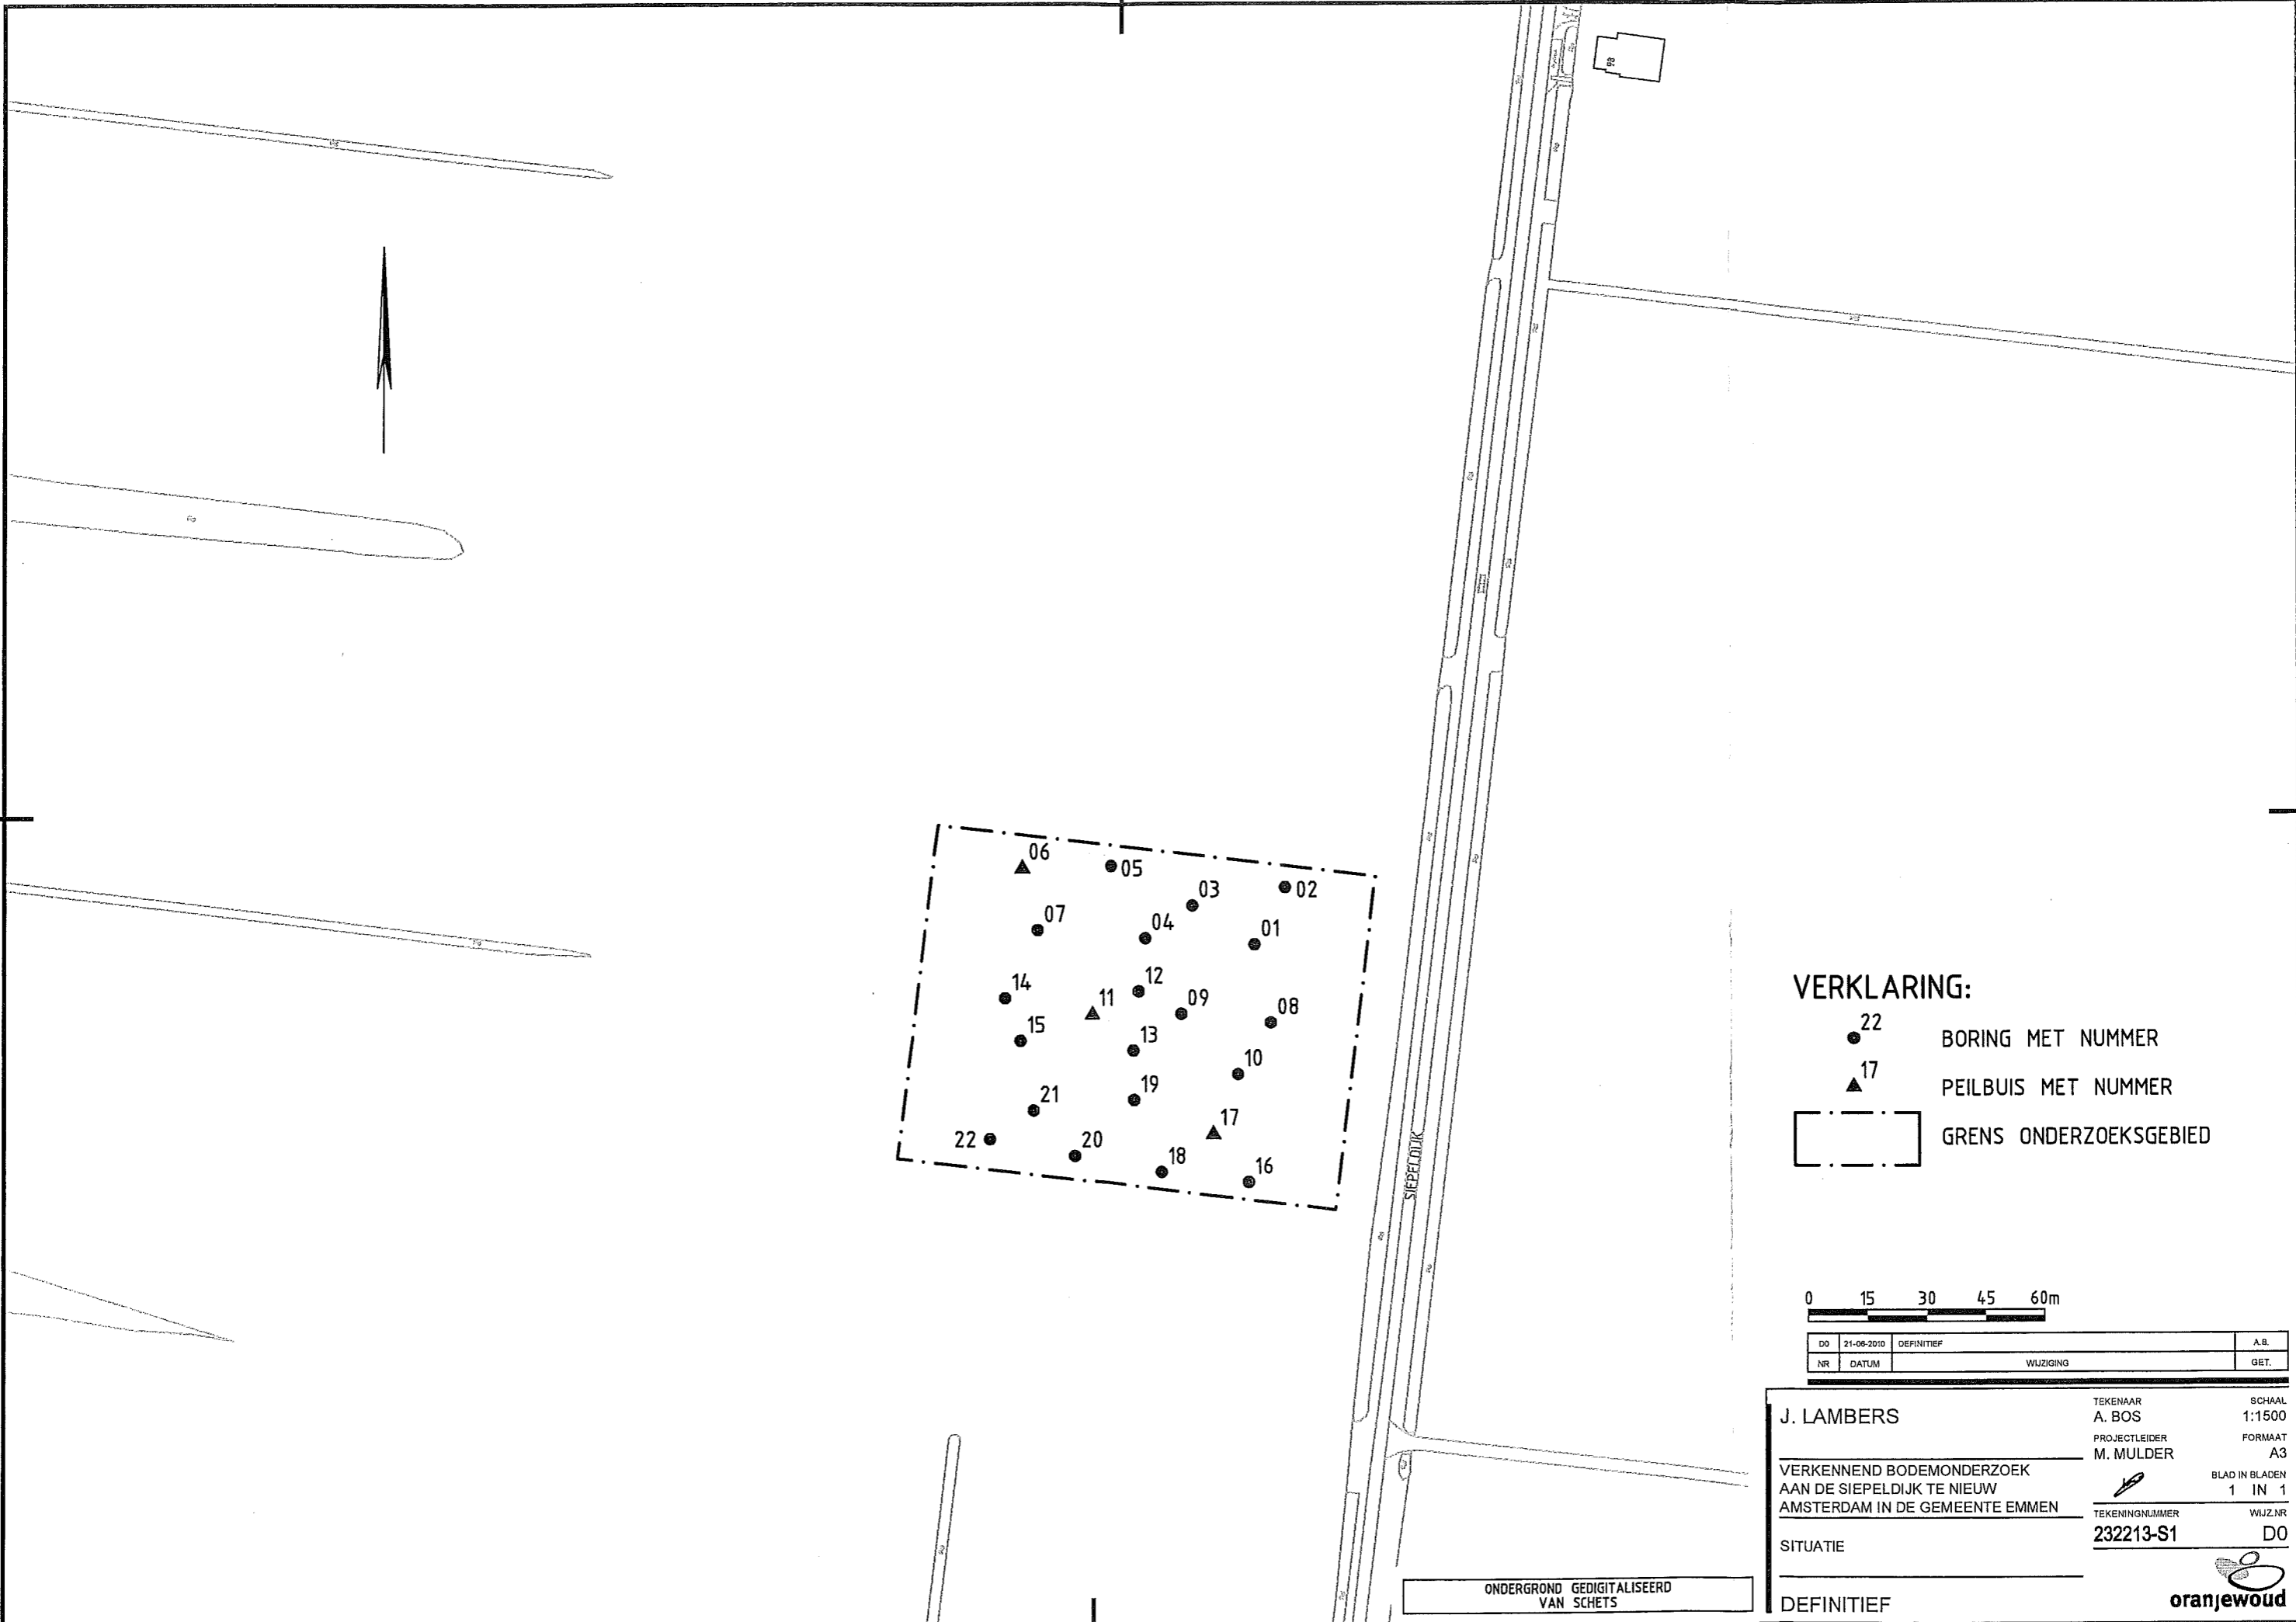 06
05
03
02
07
04
01
14
12
11
09
08
15
13
10
21
19
17
22
20
18
16
SIEPELDIJK
VERKLARING:
22
BORING MET NUMMER
17
PEILBUIS MET NUMMER
GRENS ONDERZOEKSGEBIED
0 15 30 45 60m
D0 21-06-2010 DEFINITIEF A.B.
NR DATUM WIJZIGING GET.
J. LAMBERS
TEKENAAR SCHAAL
A. BOS 1:1500
PROJECTLEIDER FORMAAT
M. MULDER A3
VERKENNEND BODEMONDERZOEK
AAN DE SIEPELDIJK TE NIEUW
AMSTERDAM IN DE GEMEENTE EMMEN
BLAD IN BLADEN
1 IN 1
TEKENINGNUMMER WIJZ.NR
232213-S1 D0
SITUATIE
DEFINITIEF
oranjewoud
ONDERGROND GEDIGITALISEERD
VAN SCHETS